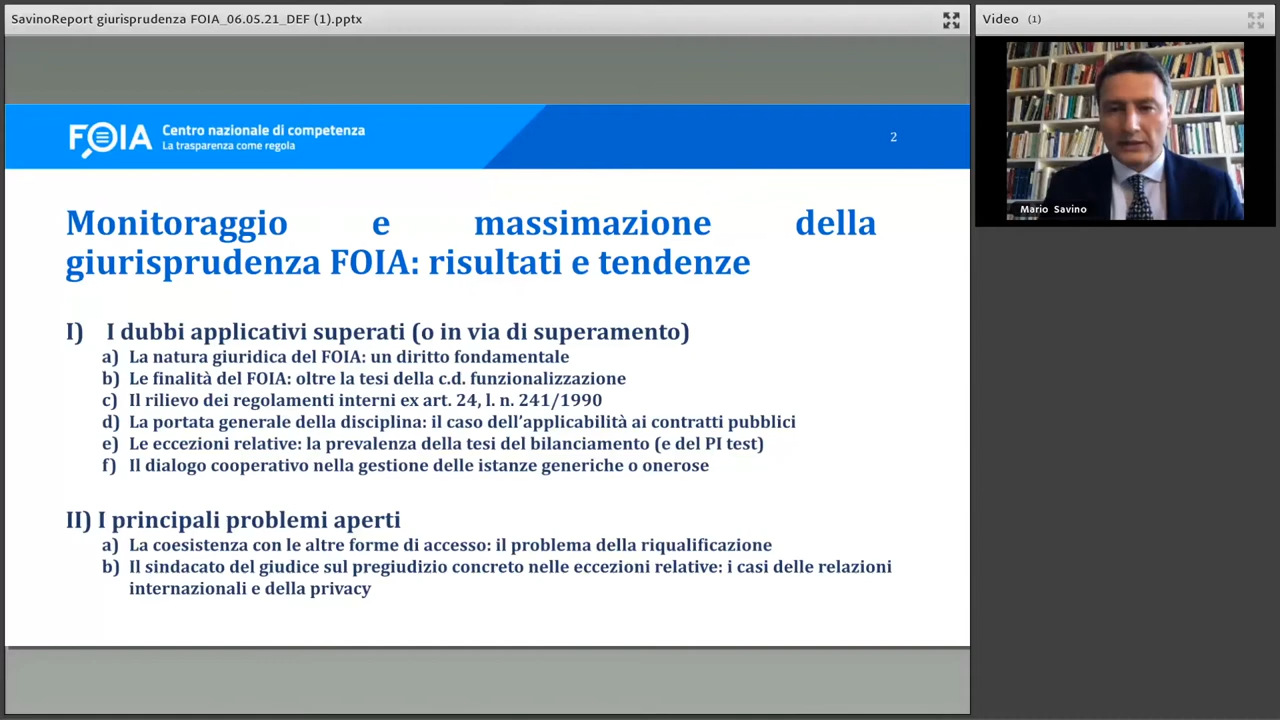 SavinoReport giurisprudenza FOIA_06.05.21_DEF (1).pptx
Video (1)
FOIA Centro nazionale di competenza
La trasparenza come regola
2
Mario Savino
Monitoraggio e massimazione della
giurisprudenza FOIA: risultati e tendenze
I) I dubbi applicativi superati (o in via di superamento)
a) La natura giuridica del FOIA: un diritto fondamentale
b) Le finalità del FOIA: oltre la tesi della c.d. funzionalizzazione
c) Il rilievo dei regolamenti interni ex art. 24, l. n. 241/1990
d) La portata generale della disciplina: il caso dell’applicabilità ai contratti pubblici
e) Le eccezioni relative: la prevalenza della tesi del bilanciamento (e del PI test)
f) Il dialogo cooperativo nella gestione delle istanze generiche o onerose
II) I principali problemi aperti
a) La coesistenza con le altre forme di accesso: il problema della riqualificazione
b) Il sindacato del giudice sul pregiudizio concreto nelle eccezioni relative: i casi delle relazioni
internazionali e della privacy